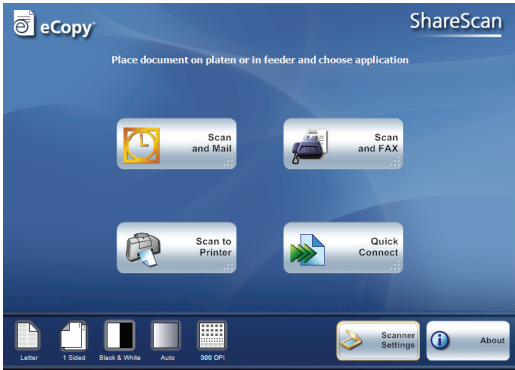 eCopy
ShareScan
Place document on platen or in feeder and choose application
Scan
and Mail
Scan
and FAX
Scan to
Printer
Quick
Connect
Letter
1 Sided
Black & White
Auto
300 DPI
Scanner
Settings
About